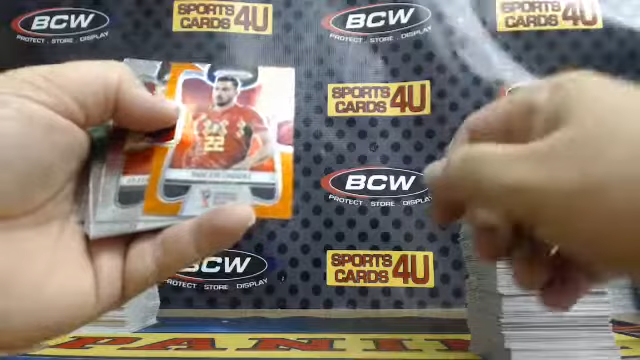 BCW
PROTECT . STORE . DISPLAY
SPORTS
CARDS 4U
BCW
PROTECT . STORE . DISPLAY
SPORTS
CARDS 4U
SPORTS
CARDS 4U
22
BCW
PROTECT . STORE . DISPLAY
BCW
PROTECT . STORE . DISPLAY
SPORTS
CARDS 4U
PANINI